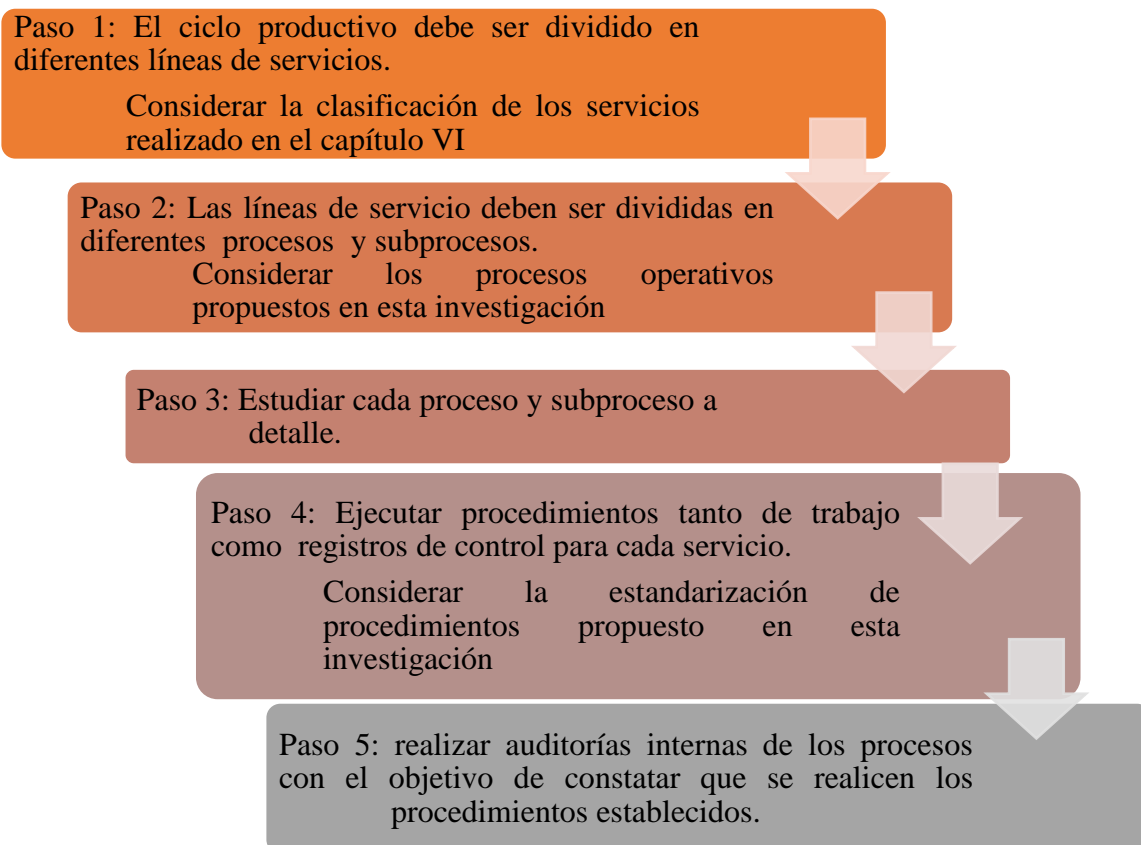 Paso 1: El ciclo productivo debe ser dividido en
diferentes líneas de servicios.
Considerar la clasificación de los servicios
realizado en el capítulo VI
Paso 2: Las líneas de servicio deben ser divididas en
diferentes procesos y subprocesos.
Considerar los procesos operativos
propuestos en esta investigación
Paso 3: Estudiar cada proceso y subproceso a
detalle.
Paso 4: Ejecutar procedimientos tanto de trabajo
como registros de control para cada servicio.
Considerar la estandarización de
procedimientos propuesto en esta
investigación
Paso 5: realizar auditorías internas de los procesos
con el objetivo de constatar que se realicen los
procedimientos establecidos.